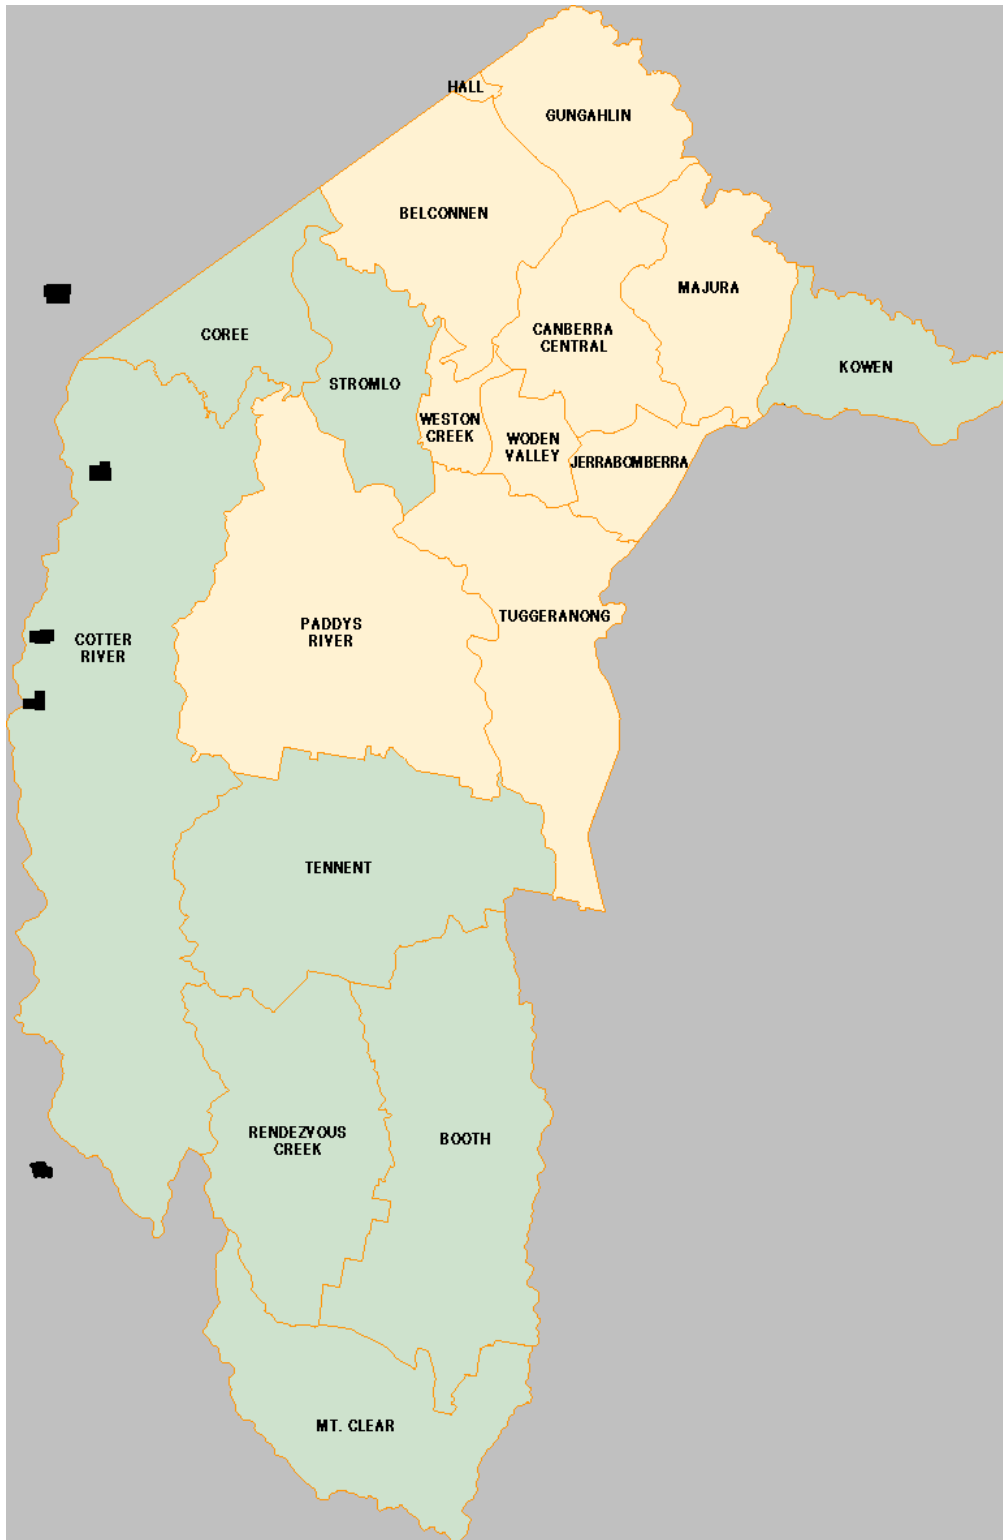 HALL
GUNGAHLIN
BELCONNEN
MAJURA
COREE
CANBERRA
CENTRAL
KOWEN
STROMLO
WESTON
CREEK
WODEN
VALLEY
JERRABOMBERRA
PADDYS
RIVER
TUGGERANONG
COTTER
RIVER
TENNENT
RENDEZVOUS
CREEK
BOOTH
MT. CLEAR